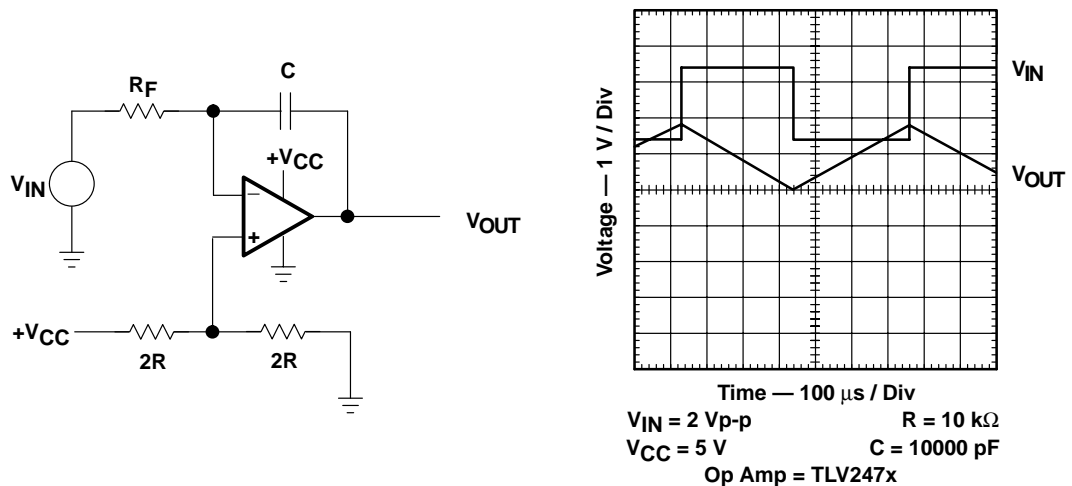 C
RF
+VCC
VIN
–
+
VOUT
+VCC
2R
2R
Voltage — 1 V / Div
VIN
VOUT
Time — 100 μs / Div
VIN = 2 Vp-p
R = 10 kΩ
VCC = 5 V
C = 10000 pF
Op Amp = TLV247x